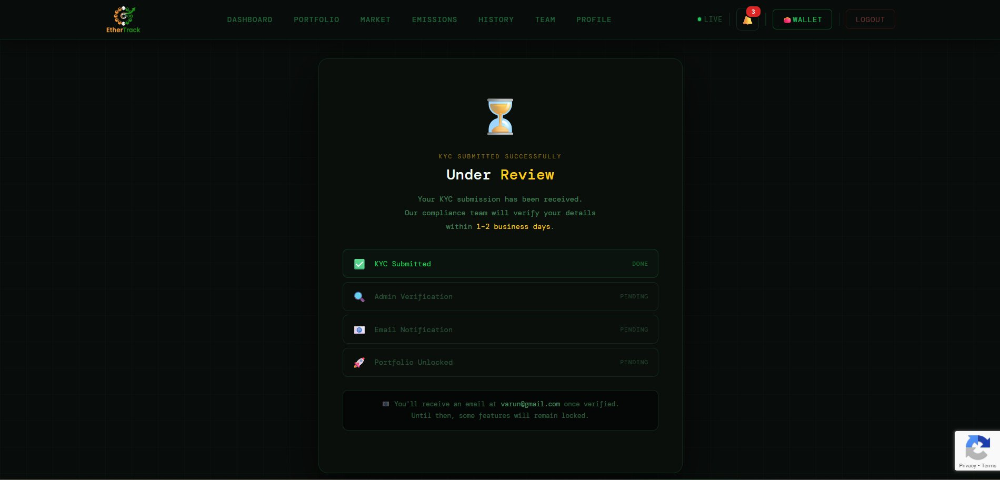 EtherTrack
DASHBOARD
PORTFOLIO
MARKET
EMISSIONS
HISTORY
TEAM
PROFILE
LIVE
3
WALLET
LOGOUT
KYC SUBMITTED SUCCESSFULLY
Under Review
Your KYC submission has been received.
Our compliance team will verify your details
within 1–2 business days.
KYC Submitted
DONE
Admin Verification
PENDING
Email Notification
PENDING
Portfolio Unlocked
PENDING
You'll receive an email at varun@gmail.com once verified.
Until then, some features will remain locked.
Privacy - Terms